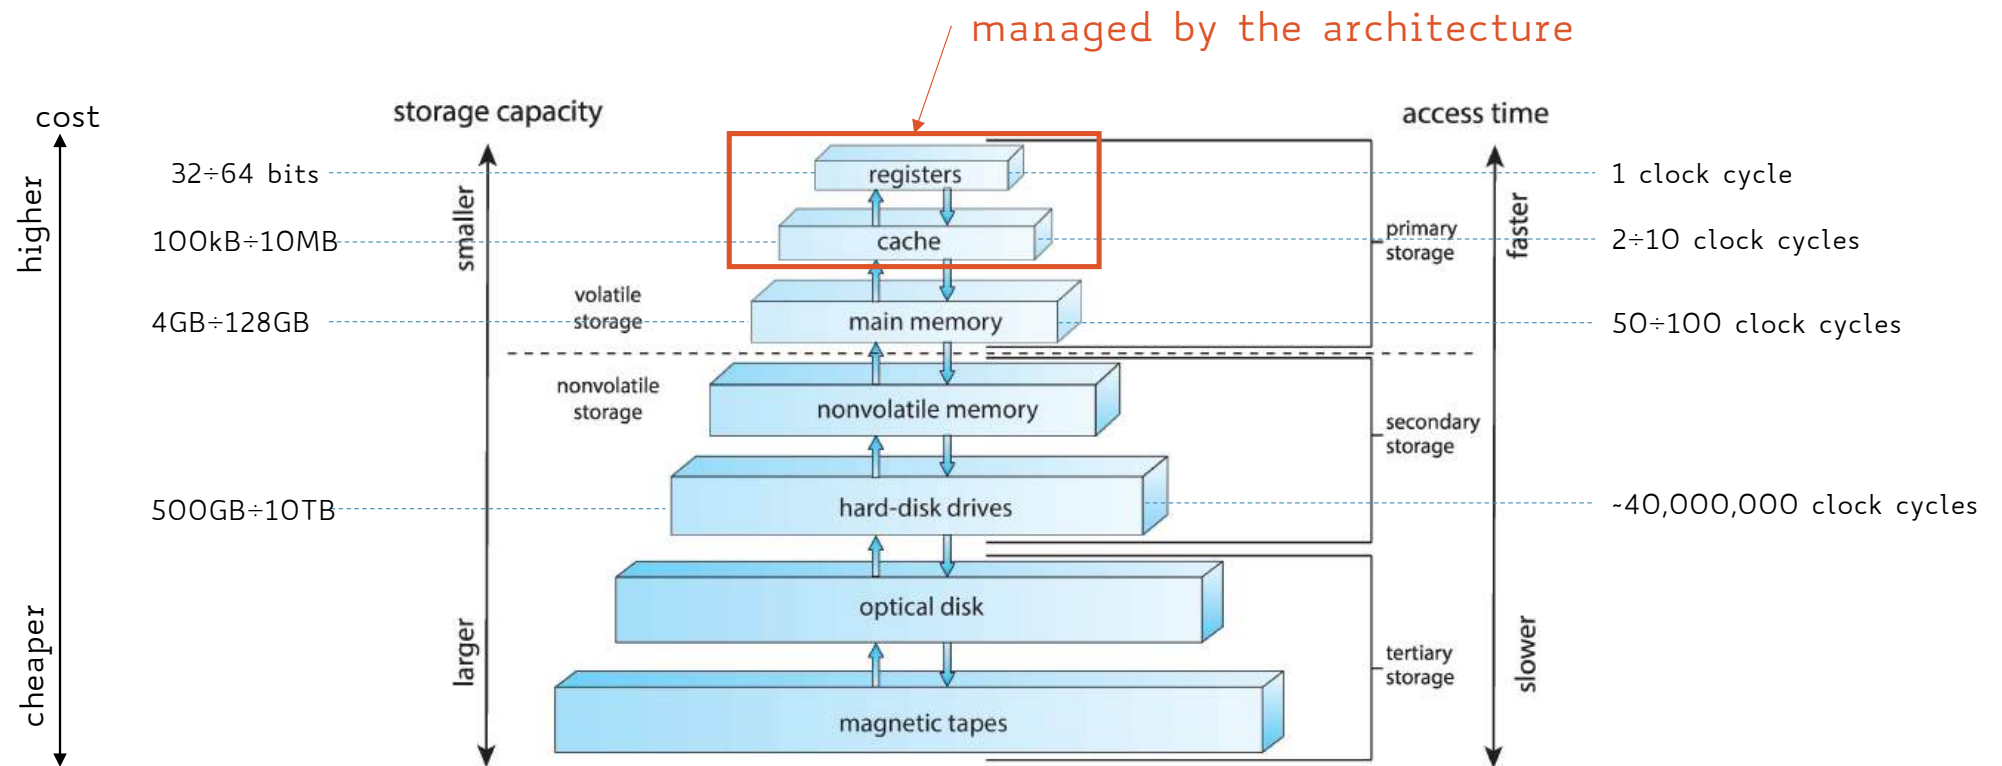 managed by the architecture
cost
storage capacity
access time
higher
cheaper
smaller
larger
faster
slower
32÷64 bits
registers
1 clock cycle
100kB÷10MB
cache
primary
storage
2÷10 clock cycles
volatile
storage
4GB÷128GB
main memory
50÷100 clock cycles
nonvolatile
storage
nonvolatile memory
secondary
storage
500GB÷10TB
hard-disk drives
~40,000,000 clock cycles
optical disk
tertiary
storage
magnetic tapes